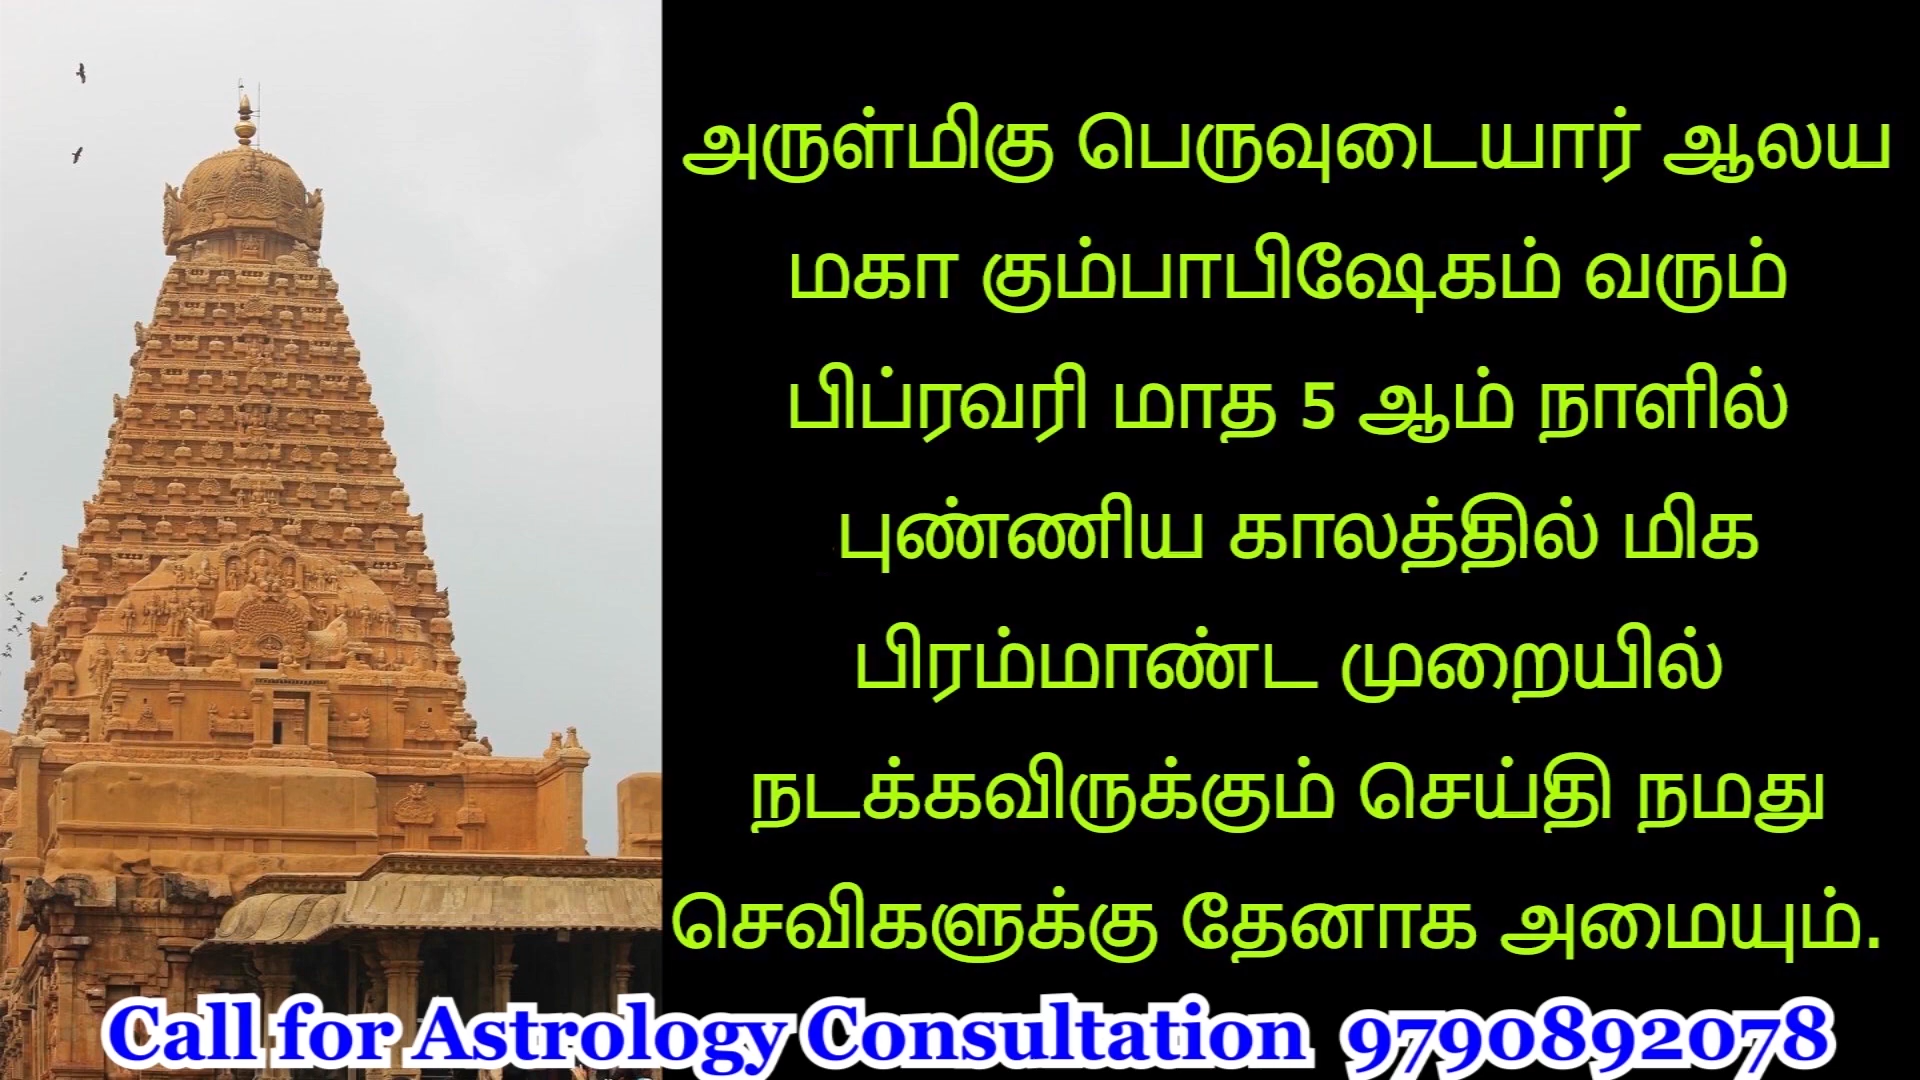 அருள்மிகு பெருவுடையார் ஆலய
மகா கும்பாபிஷேகம் வரும்
பிப்ரவரி மாத 5 ஆம் நாளில்
புண்ணிய காலத்தில் மிக
பிரம்மாண்ட முறையில்
நடக்கவிருக்கும் செய்தி நமது
செவிகளுக்கு தேனாக அமையும்.
Call for Astrology Consultation 9790892078